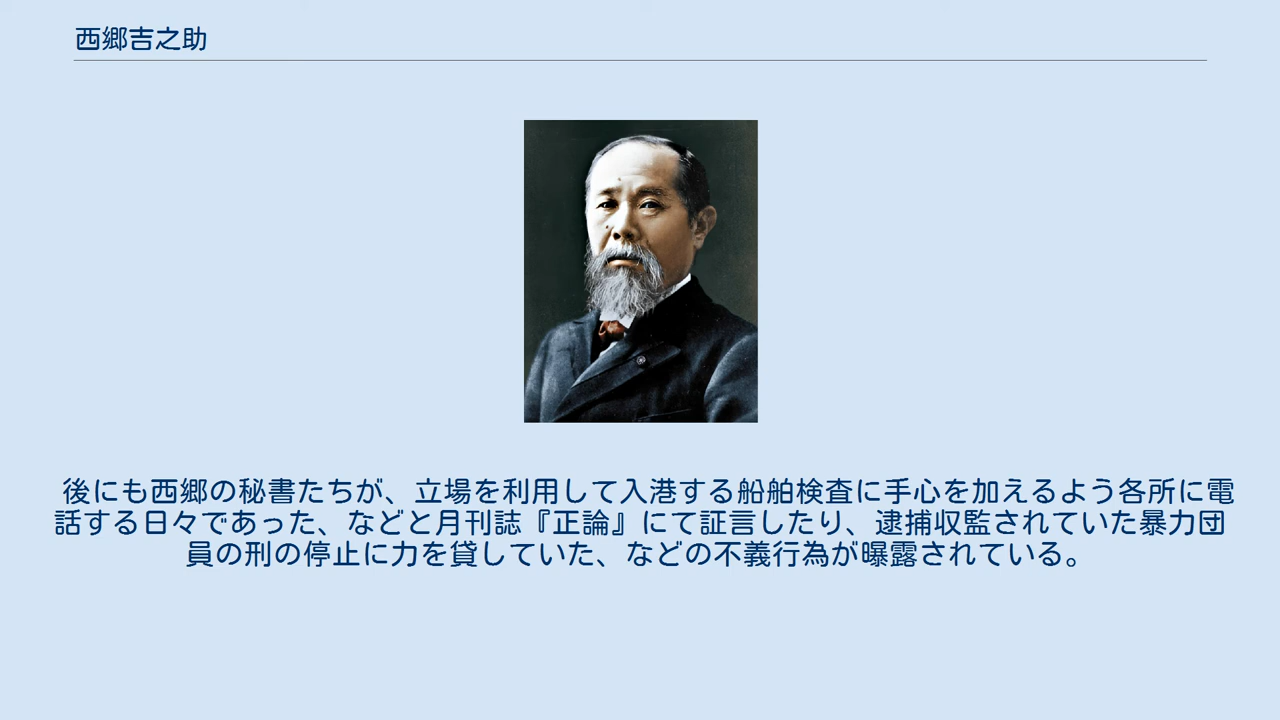 西郷吉之助
後にも西郷の秘書たちが、立場を利用して入港する船舶検査に手心を加えるよう各所に電
話する日々であった、などと月刊誌『正論』にて証言したり、逮捕収監されていた暴力団
員の刑の停止に力を貸していた、などの不義行為が曝露されている。